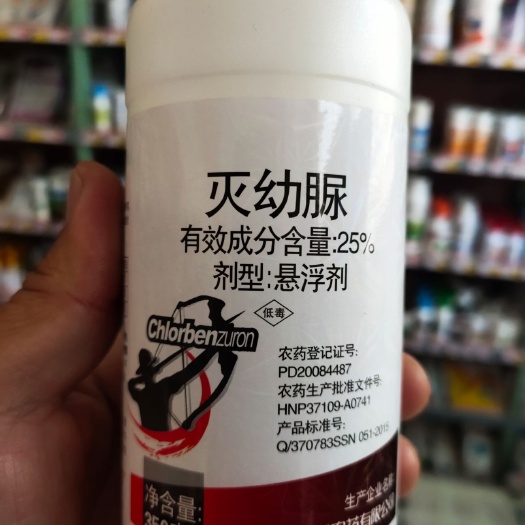 灭幼脲
有效成分含量:25%
剂型:悬浮剂
低毒
Chlorbenzuron
农药登记证号:
PD20084487
农药生产批准文件号:
HNP37109-A0741
产品标准号:
Q/370783SSN 051-2015
净含量:
生产企业名称